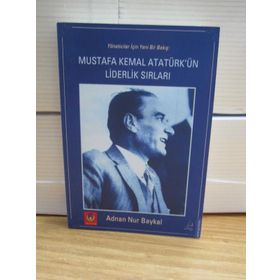 Yöneticiler İçin Yeni Bir Bakış:
MUSTAFA KEMAL ATATÜRK'ÜN
LİDERLİK SIRLARI
Adnan Nur Baykal